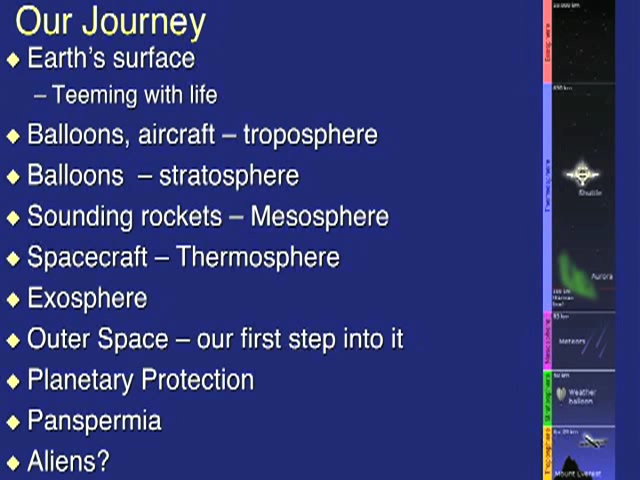 Our Journey
Earth's surface
– Teeming with life
Balloons, aircraft – troposphere
Balloons – stratosphere
Sounding rockets – Mesosphere
Spacecraft – Thermosphere
Exosphere
Outer Space – our first step into it
Planetary Protection
Panspermia
Aliens?
Shuttle
Aurora
Meteors
Weather
balloon
Mount Everest